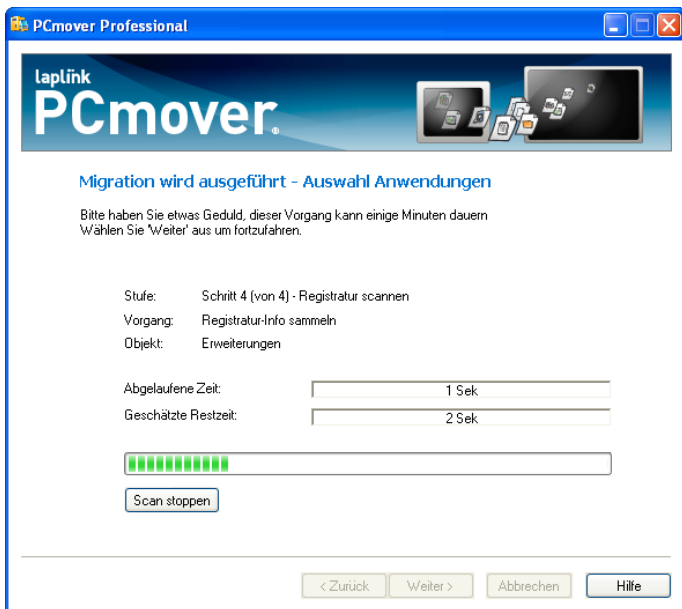 PCmover Professional
laplink
PCmover.
Migration wird ausgeführt - Auswahl Anwendungen
Bitte haben Sie etwas Geduld, dieser Vorgang kann einige Minuten dauern
Wählen Sie 'Weiter' aus um fortzufahren.
Stufe: Schritt 4 (von 4) - Registratur scannen
Vorgang: Registratur-Info sammeln
Objekt: Erweiterungen
Abgelaufene Zeit: 1 Sek
Geschätzte Restzeit: 2 Sek
Scan stoppen
< Zurück Weiter > Abbrechen Hilfe